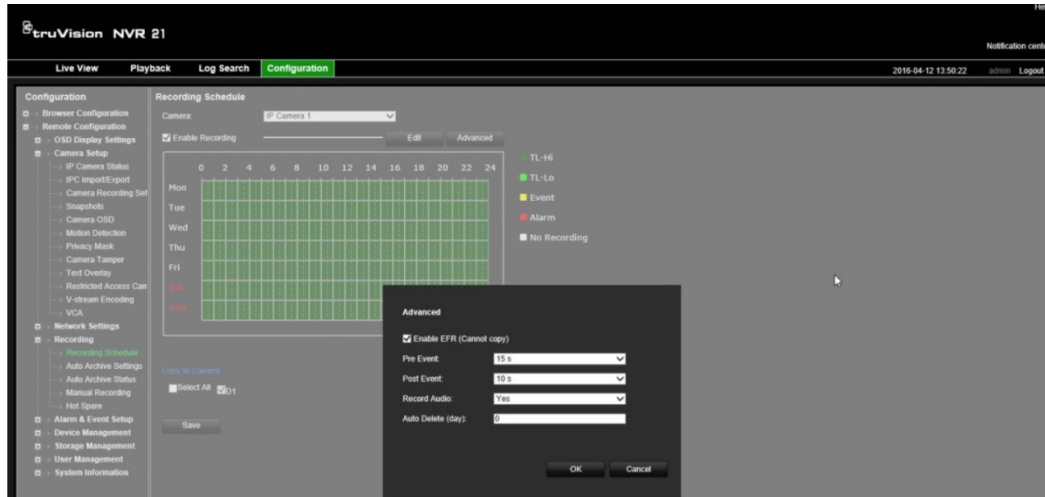 He
truVision NVR 21
Notification cent
Live View Playback Log Search Configuration 2016-04-12 13:50:22 admin Logout
Configuration
Browser Configuration
Remote Configuration
OSD Display Settings
Camera Setup
IP Camera Status
IPC Import/Export
Camera Recording Set
Snapshots
Camera OSD
Motion Detection
Privacy Mask
Camera Tamper
Text Overlay
Restricted Access Cam
V-stream Encoding
VCA
Network Settings
Recording
Recording Schedule
Auto Archive Settings
Auto Archive Status
Manual Recording
Hot Spare
Alarm & Event Setup
Device Management
Storage Management
User Management
System Information
Recording Schedule
Camera: IP Camera 1
Enable Recording Edit Advanced
0 2 4 6 8 10 12 14 16 18 20 22 24
Mon
Tue
Wed
Thu
Fri
Sat
Sun
TL-Hi
TL-Lo
Event
Alarm
No Recording
Copy to Camera
Select All D1
Save
Advanced
Enable EFR (Cannot copy)
Pre Event: 15 s
Post Event: 10 s
Record Audio: Yes
Auto Delete (day): 0
OK Cancel